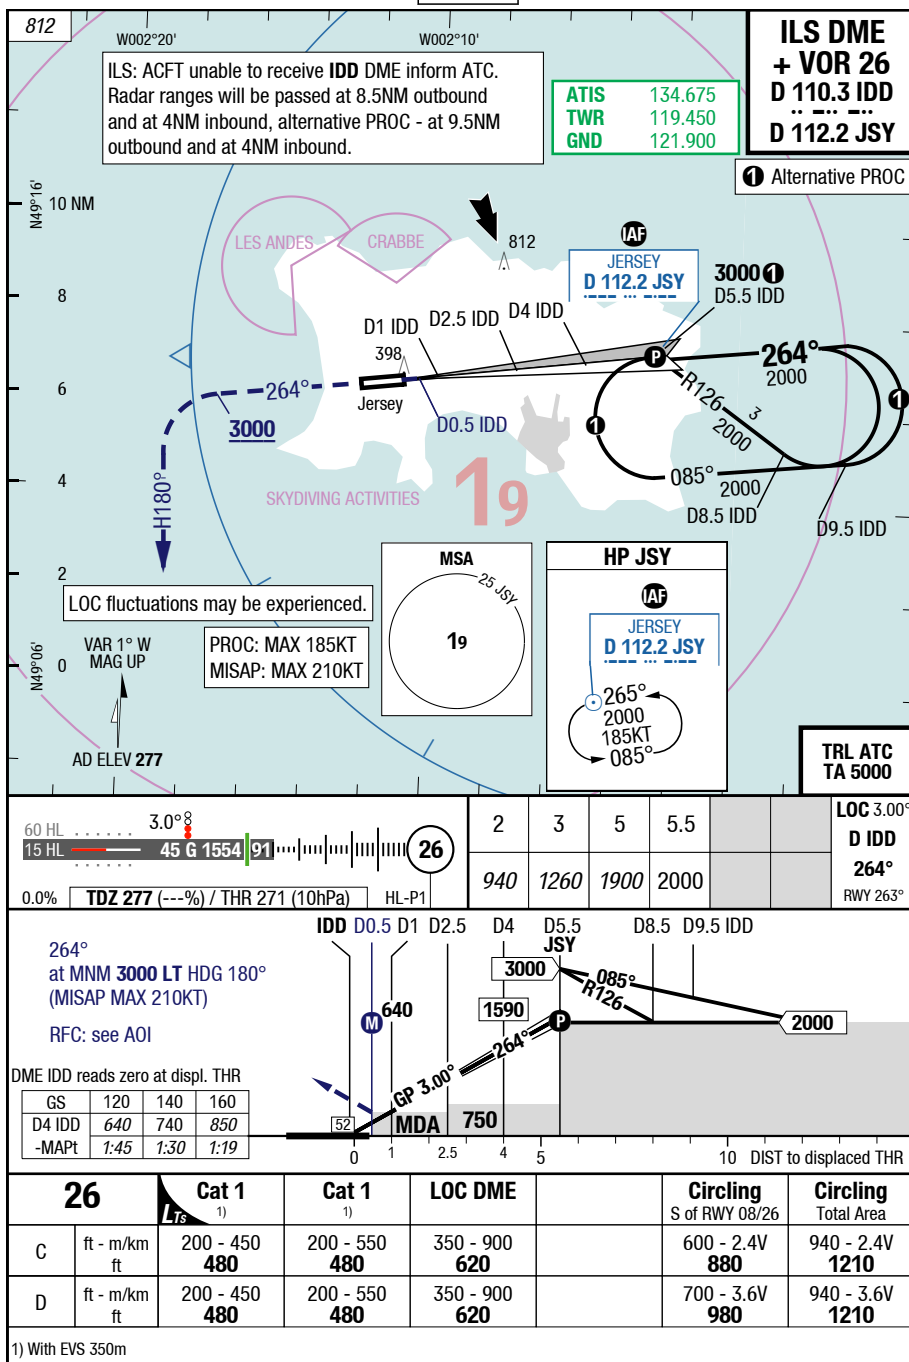 812
W002°20'
W002°10'
ILS DME
+ VOR 26
D 110.3 IDD
D 112.2 JSY
ILS: ACFT unable to receive IDD DME inform ATC.
Radar ranges will be passed at 8.5NM outbound
and at 4NM inbound, alternative PROC - at 9.5NM
outbound and at 4NM inbound.
ATIS 134.675
TWR 119.450
GND 121.900
1 Alternative PROC
N49°16'
10 NM
LES ANDES
CRABBE
812
IAF
JERSEY
D 112.2 JSY
3000 1
D5.5 IDD
8
D1 IDD
D2.5 IDD
D4 IDD
398
P
264°
2000
6
264°
Jersey
R126
3
2000
1
1
3000
D0.5 IDD
4
H180°
085°
2000
SKYDIVING ACTIVITIES
19
D8.5 IDD
D9.5 IDD
2
MSA
25 JSY
19
HP JSY
IAF
JERSEY
D 112.2 JSY
265°
2000
185KT
085°
LOC fluctuations may be experienced.
VAR 1° W
MAG UP
PROC: MAX 185KT
MISAP: MAX 210KT
0
N49°06'
AD ELEV 277
TRL ATC
TA 5000
60 HL
3.0°
15 HL
45 G 1554 91
26
0.0%
TDZ 277 (---%) / THR 271 (10hPa)
HL-P1
2 3 5 5.5
940 1260 1900 2000
LOC 3.00°
D IDD
264°
RWY 263°
IDD D0.5 D1 D2.5 D4 D5.5 D8.5 D9.5 IDD
JSY
264°
at MNM 3000 LT HDG 180°
(MISAP MAX 210KT)
RFC: see AOI
3000
085°
R126
M
640
1590
P
2000
GP 3.00°
264°
DME IDD reads zero at displ. THR
GS 120 140 160
D4 IDD 640 740 850
-MAPt 1:45 1:30 1:19
52
MDA
750
0 1 2.5 4 5 10 DIST to displaced THR
26
LTS
Cat 1 Cat 1 LOC DME Circling Circling
1) 1) S of RWY 08/26 Total Area
C ft - m/km 200 - 450 200 - 550 350 - 900 600 - 2.4V 940 - 2.4V
ft 480 480 620 880 1210
D ft - m/km 200 - 450 200 - 550 350 - 900 700 - 3.6V 940 - 3.6V
ft 480 480 620 980 1210
1) With EVS 350m